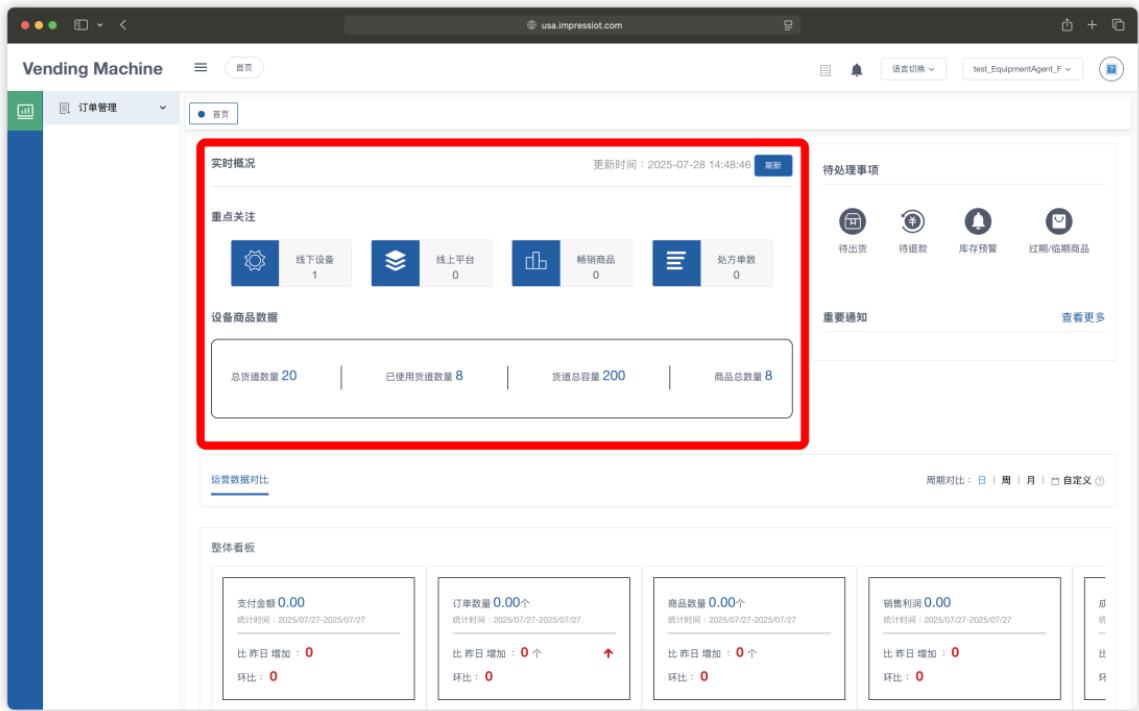 usa.impressiot.com
Vending Machine
首页
语言切换
test_EquipmentAgent_F
订单管理
首页
实时概况
更新时间：2025-07-28 14:48:46
刷新
重点关注
线下设备
1
线上平台
0
畅销商品
0
处方单数
0
设备商品数据
总货道数量 20
已使用货道数量 8
货道总容量 200
商品总数量 8
待处理事项
待出货
待退款
库存预警
过期/临期商品
重要通知
查看更多
运营数据对比
周期对比： 日 | 周 | 月 | 自定义
整体看板
支付金额 0.00
统计时间：2025/07/27-2025/07/27
比 昨日 增加 ： 0
环比： 0
订单数量 0.00个
统计时间：2025/07/27-2025/07/27
比 昨日 增加 ： 0 个
环比： 0
商品数量 0.00个
统计时间：2025/07/27-2025/07/27
比 昨日 增加 ： 0 个
环比： 0
销售利润 0.00
统计时间：2025/07/27-2025/07/27
比 昨日 增加 ： 0
环比： 0